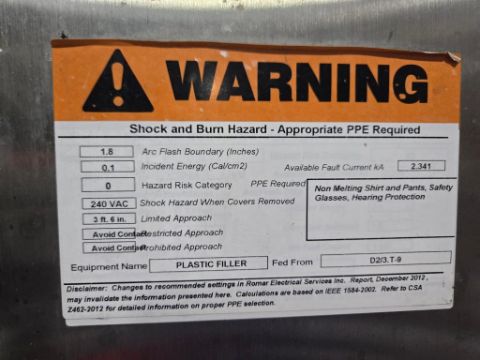 WARNING
Shock and Burn Hazard - Appropriate PPE Required
1.8 Arc Flash Boundary (Inches)
0.1 Incident Energy (Cal/cm2) Available Fault Current kA 2.341
0 Hazard Risk Category PPE Required Non Melting Shirt and Pants, Safety
Glasses, Hearing Protection
240 VAC Shock Hazard When Covers Removed
3 ft. 6 in. Limited Approach
Avoid Contact Restricted Approach
Avoid Contact Prohibited Approach
Equipment Name PLASTIC FILLER Fed From D2/3.T-9
Disclaimer: Changes to recommended settings in Romar Electrical Services Inc. Report, December 2012,
may invalidate the information presented here. Calculations are based on IEEE 1584-2002. Refer to CSA
Z462-2012 for detailed information on proper PPE selection.